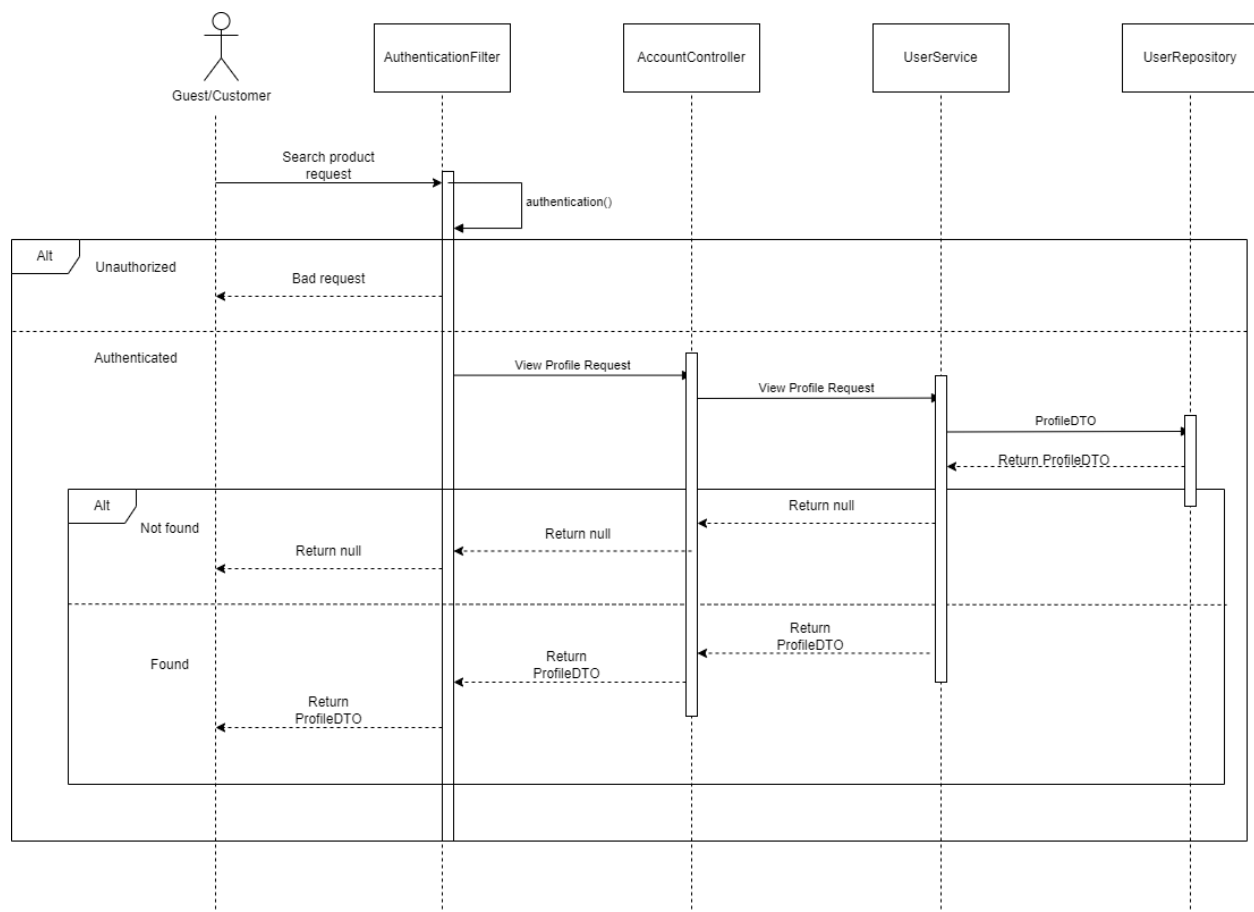 Guest/Customer
AuthenticationFilter
AccountController
UserService
UserRepository
Search product
request
authentication()
Alt
Unauthorized
Bad request
Authenticated
View Profile Request
View Profile Request
ProfileDTO
Return ProfileDTO
Alt
Not found
Return null
Return null
Return null
Return
ProfileDTO
Found
Return
ProfileDTO
Return
ProfileDTO